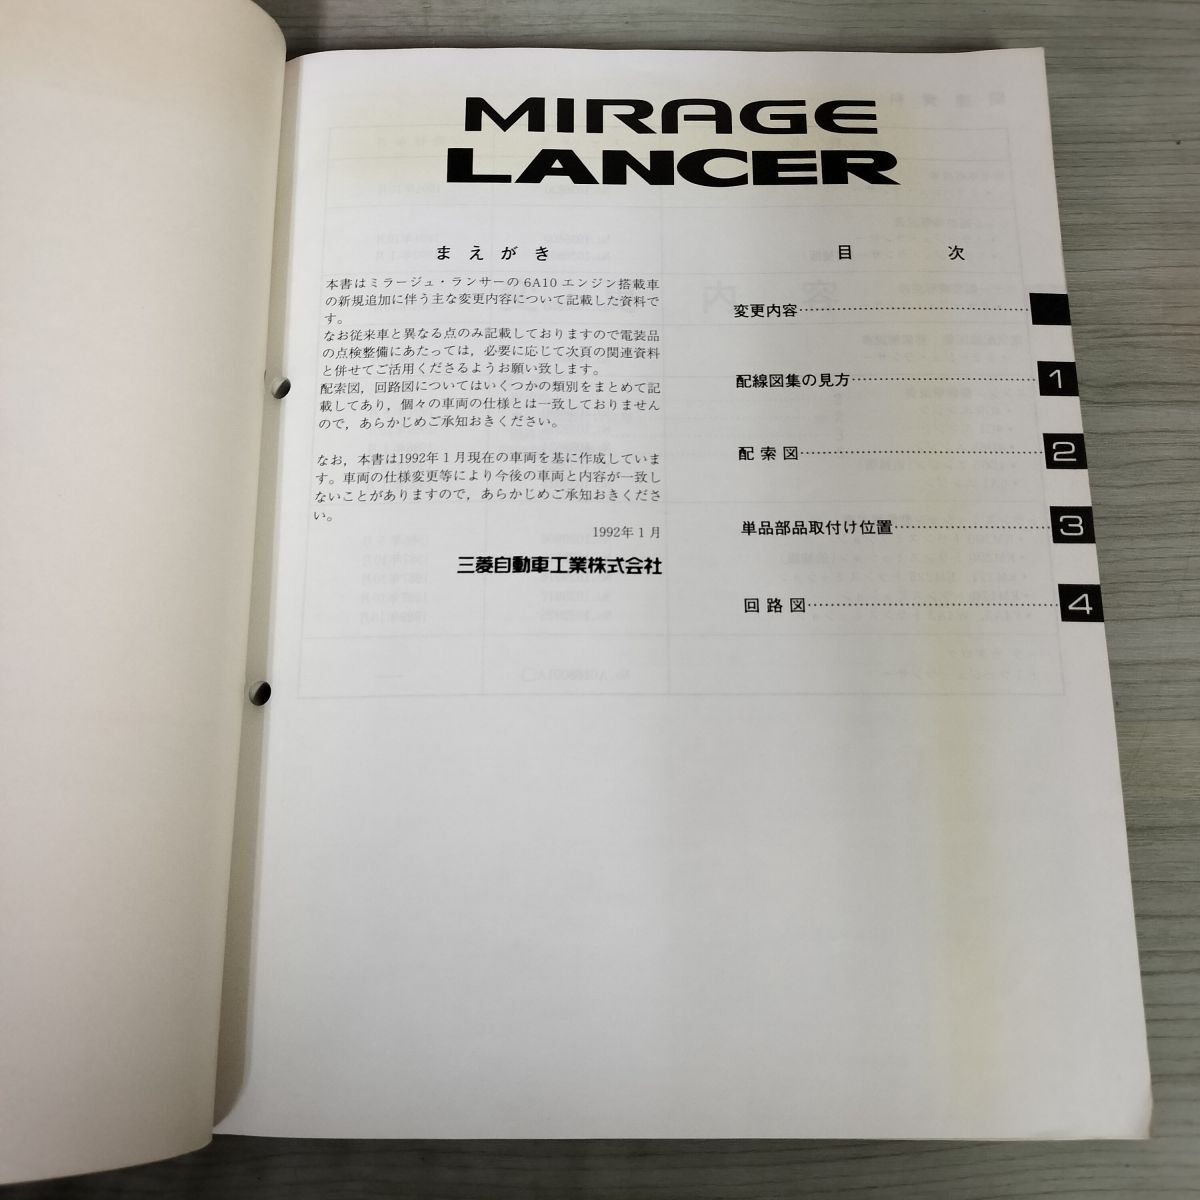 MIRAGE
LANCER
まえがき
本書はミラージュ・ランサーの6A10エンジン搭載車
の新規追加に伴う主な変更内容について記載した資料で
す。
なお従来車と異なる点のみ記載しておりますので電装品
の点検整備にあたっては，必要に応じて次頁の関連資料
と併せてご活用くださるようお願い致します。
配索図，回路図についてはいくつかの類別をまとめて記
載してあり，個々の車両の仕様とは一致しておりません
ので，あらかじめご承知おきください。
なお，本書は1992年1月現在の車両を基に作成していま
す。車両の仕様変更等により今後の車両と内容が一致し
ないことがありますので，あらかじめご承知おきくださ
い。
1992年1月
三菱自動車工業株式会社
目次
変更内容
配線図集の見方 1
配索図 2
単品部品取付け位置 3
回路図 4